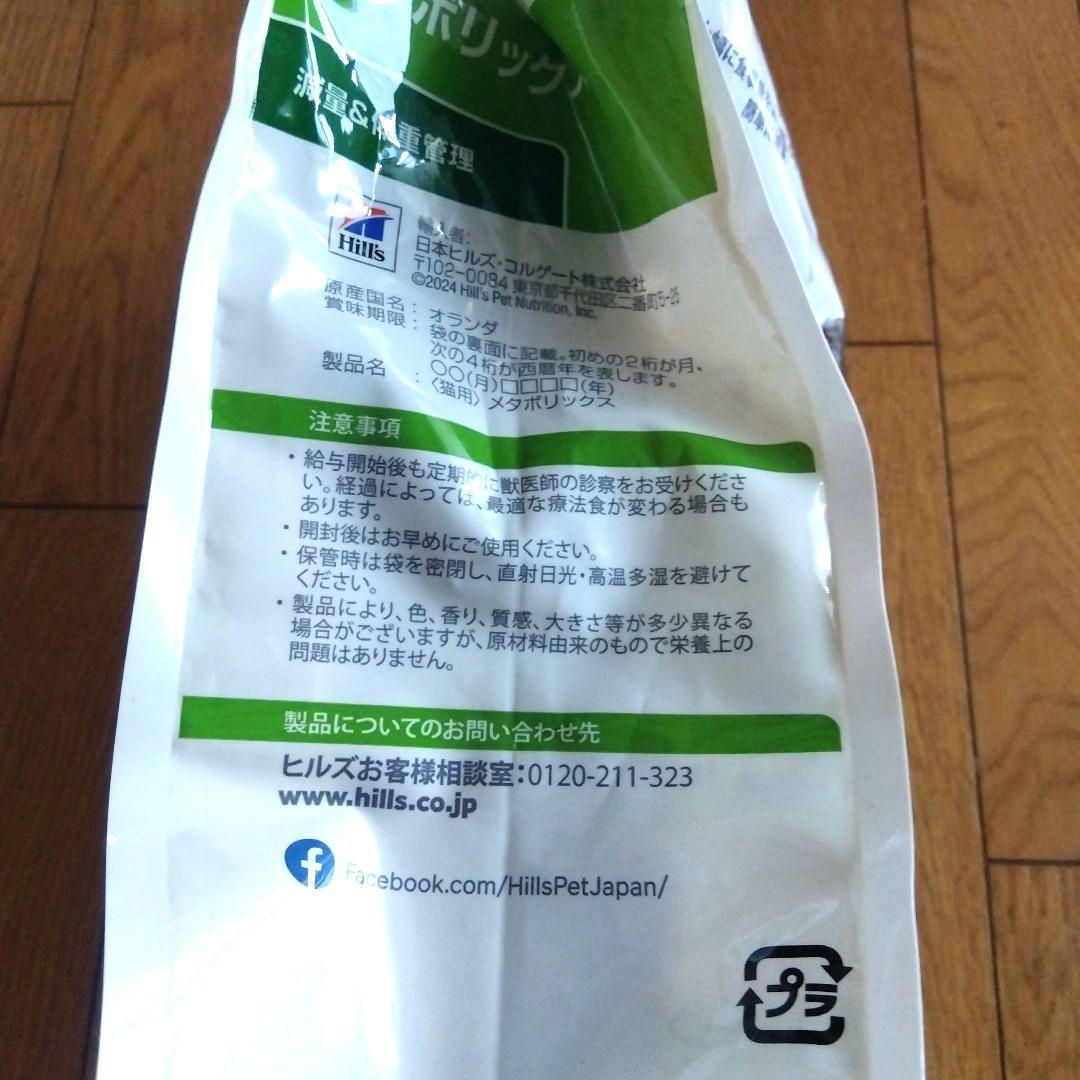 ボリックス
減量&体重管理
Hill's
輸入者:
日本ヒルズ・コルゲート株式会社
〒102-0084 東京都千代田区二番町5-25
©2024 Hill's Pet Nutrition, Inc.
原産国名 : オランダ
賞味期限 : 袋の裏面に記載。初めの2桁が月、
次の4桁が西暦年を表します。
○○(月)□□□□(年)
製品名 : 〈猫用〉メタボリックス
注意事項
・給与開始後も定期的に獣医師の診察をお受けくださ
い。経過によっては、最適な療法食が変わる場合も
あります。
・開封後はお早めにご使用ください。
・保管時は袋を密閉し、直射日光・高温多湿を避けて
ください。
・製品により、色、香り、質感、大きさ等が多少異なる
場合がございますが、原材料由来のもので栄養上の
問題はありません。
製品についてのお問い合わせ先
ヒルズお客様相談室:0120-211-323
www.hills.co.jp
f Facebook.com/HillsPetJapan/
プラ